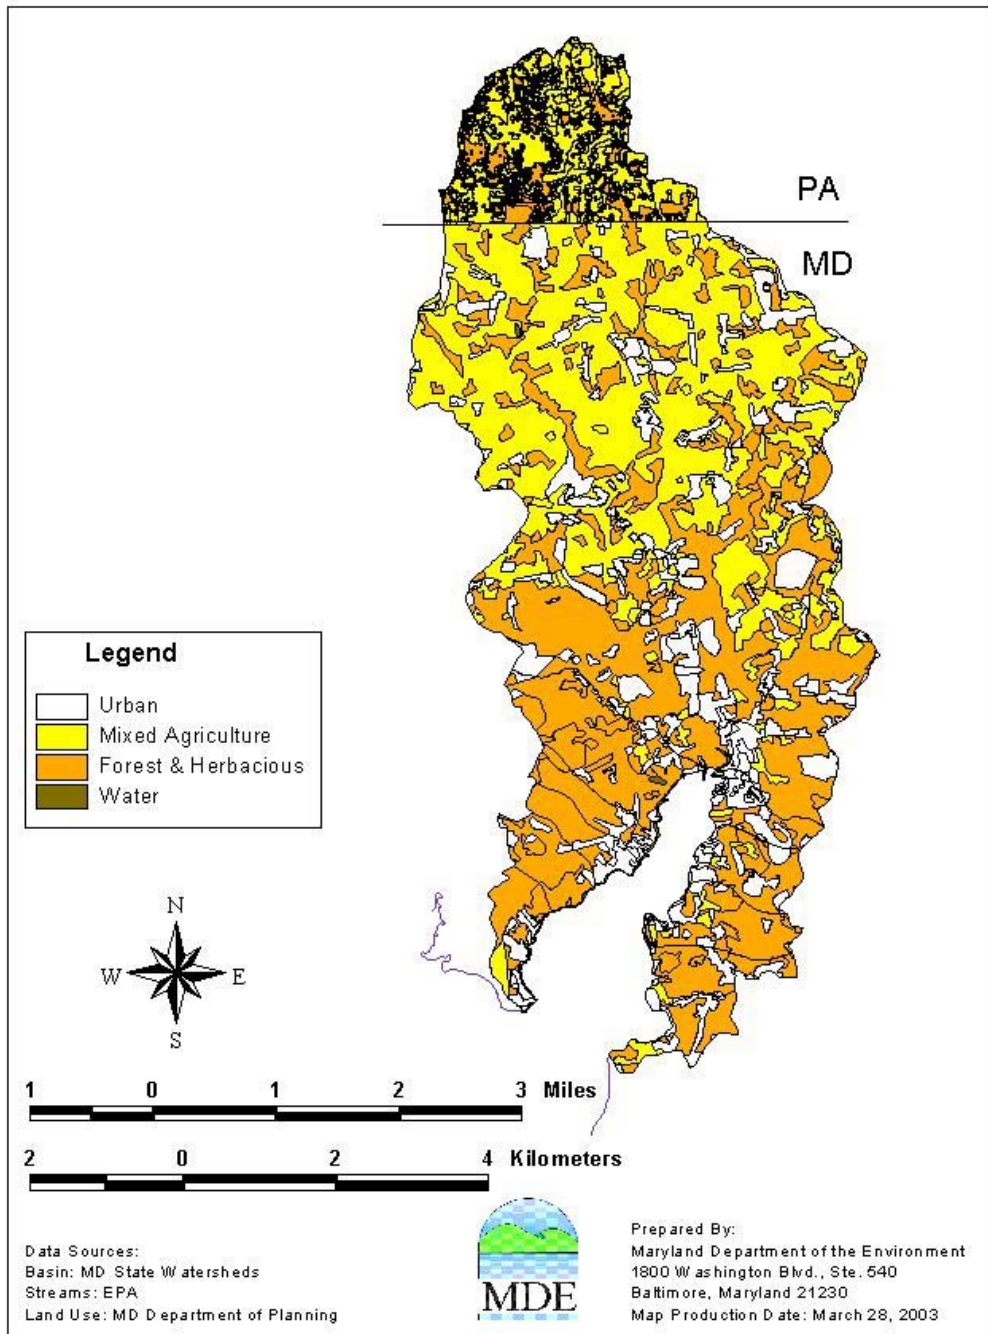 PA
MD
Legend
Urban
Mixed Agriculture
Forest & Herbacious
Water
N
W E
S
1 0 1 2 3 Miles
2 0 2 4 Kilometers
Data Sources:
Basin: MD State Watersheds
Streams: EPA
Land Use: MD Department of Planning
MDE
Prepared By:
Maryland Department of the Environment
1800 Washington Blvd., Ste. 540
Baltimore, Maryland 21230
Map Production Date: March 28, 2003